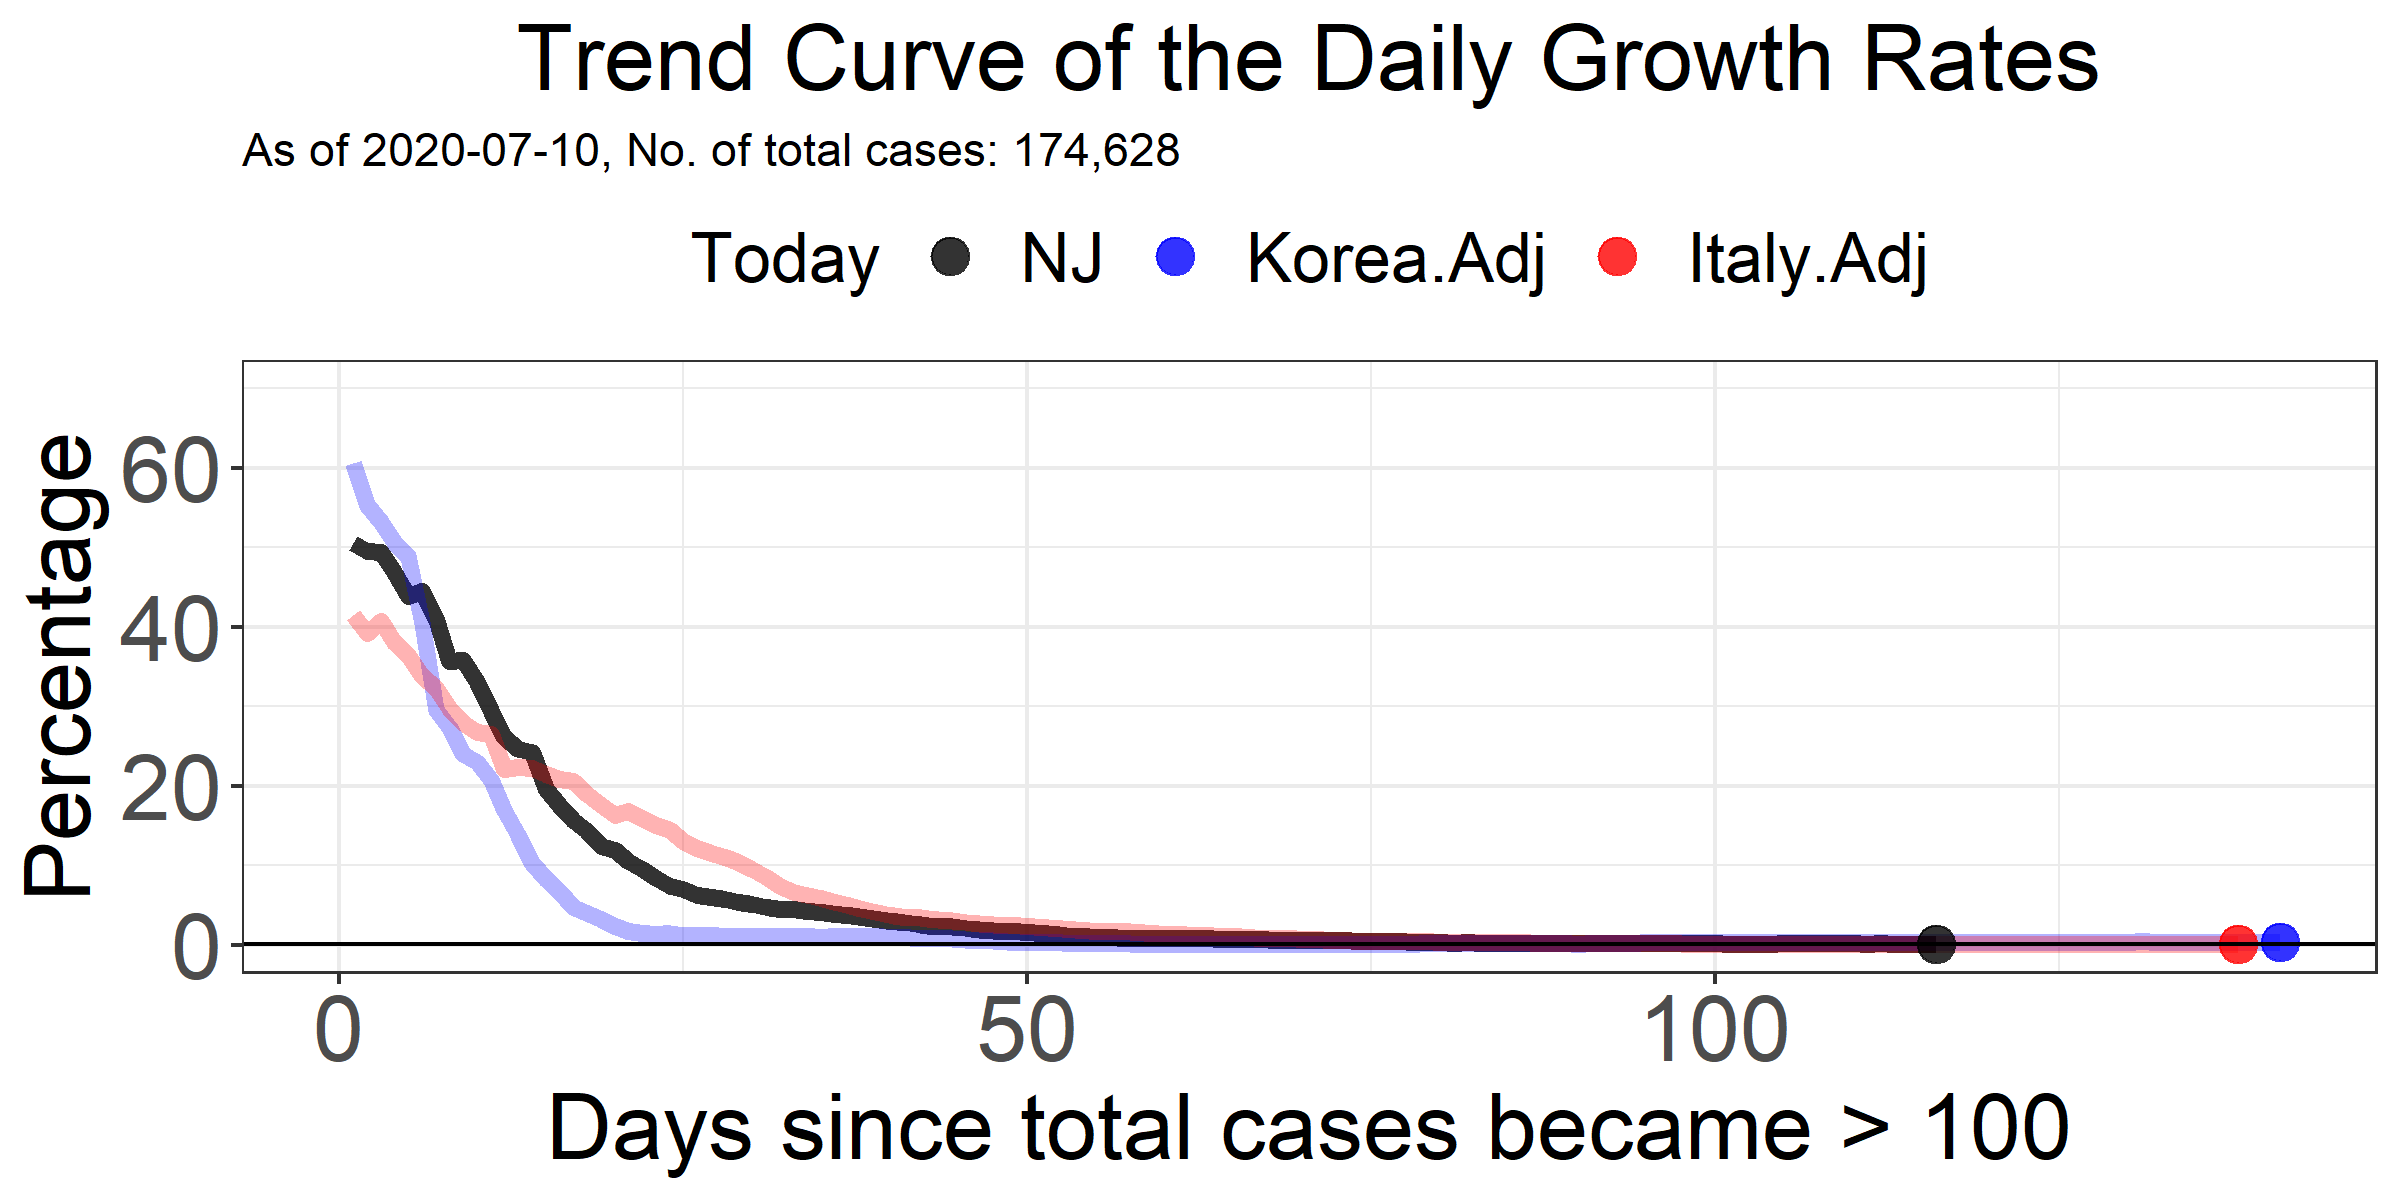 Trend Curve of the Daily Growth Rates
As of 2020-07-10, No. of total cases: 174,628
Today NJ Korea.Adj Italy.Adj
Percentage
60
40
20
0
0 50 100
Days since total cases became > 100